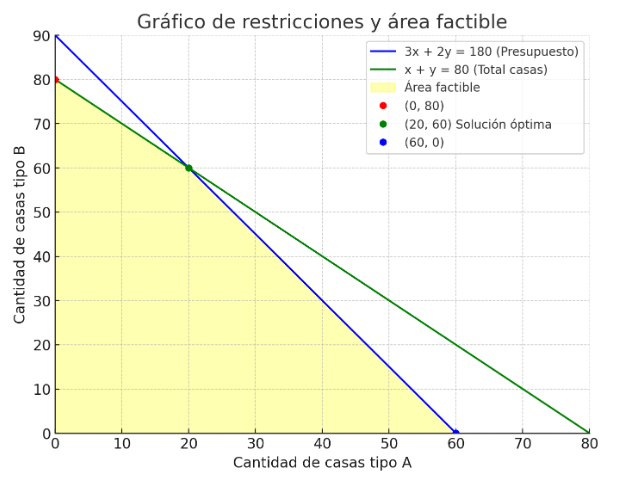 Gráfico de restricciones y área factible
3x + 2y = 180 (Presupuesto)
x + y = 80 (Total casas)
Área factible
(0, 80)
(20, 60) Solución óptima
(60, 0)
Cantidad de casas tipo B
90
80
70
60
50
40
30
20
10
0
0 10 20 30 40 50 60 70 80
Cantidad de casas tipo A